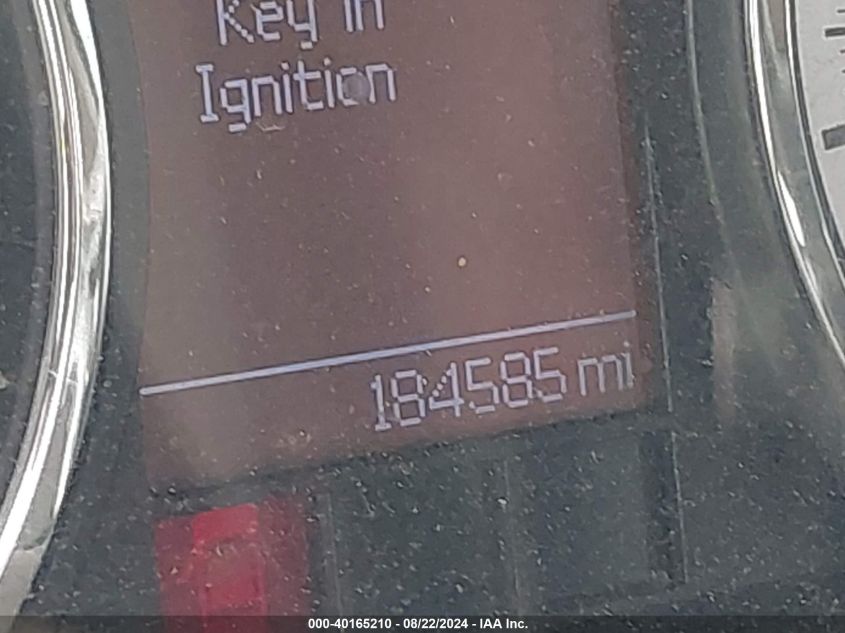 Key in
Ignition
184585 mi
000-40165210 - 08/22/2024 - IAA Inc.